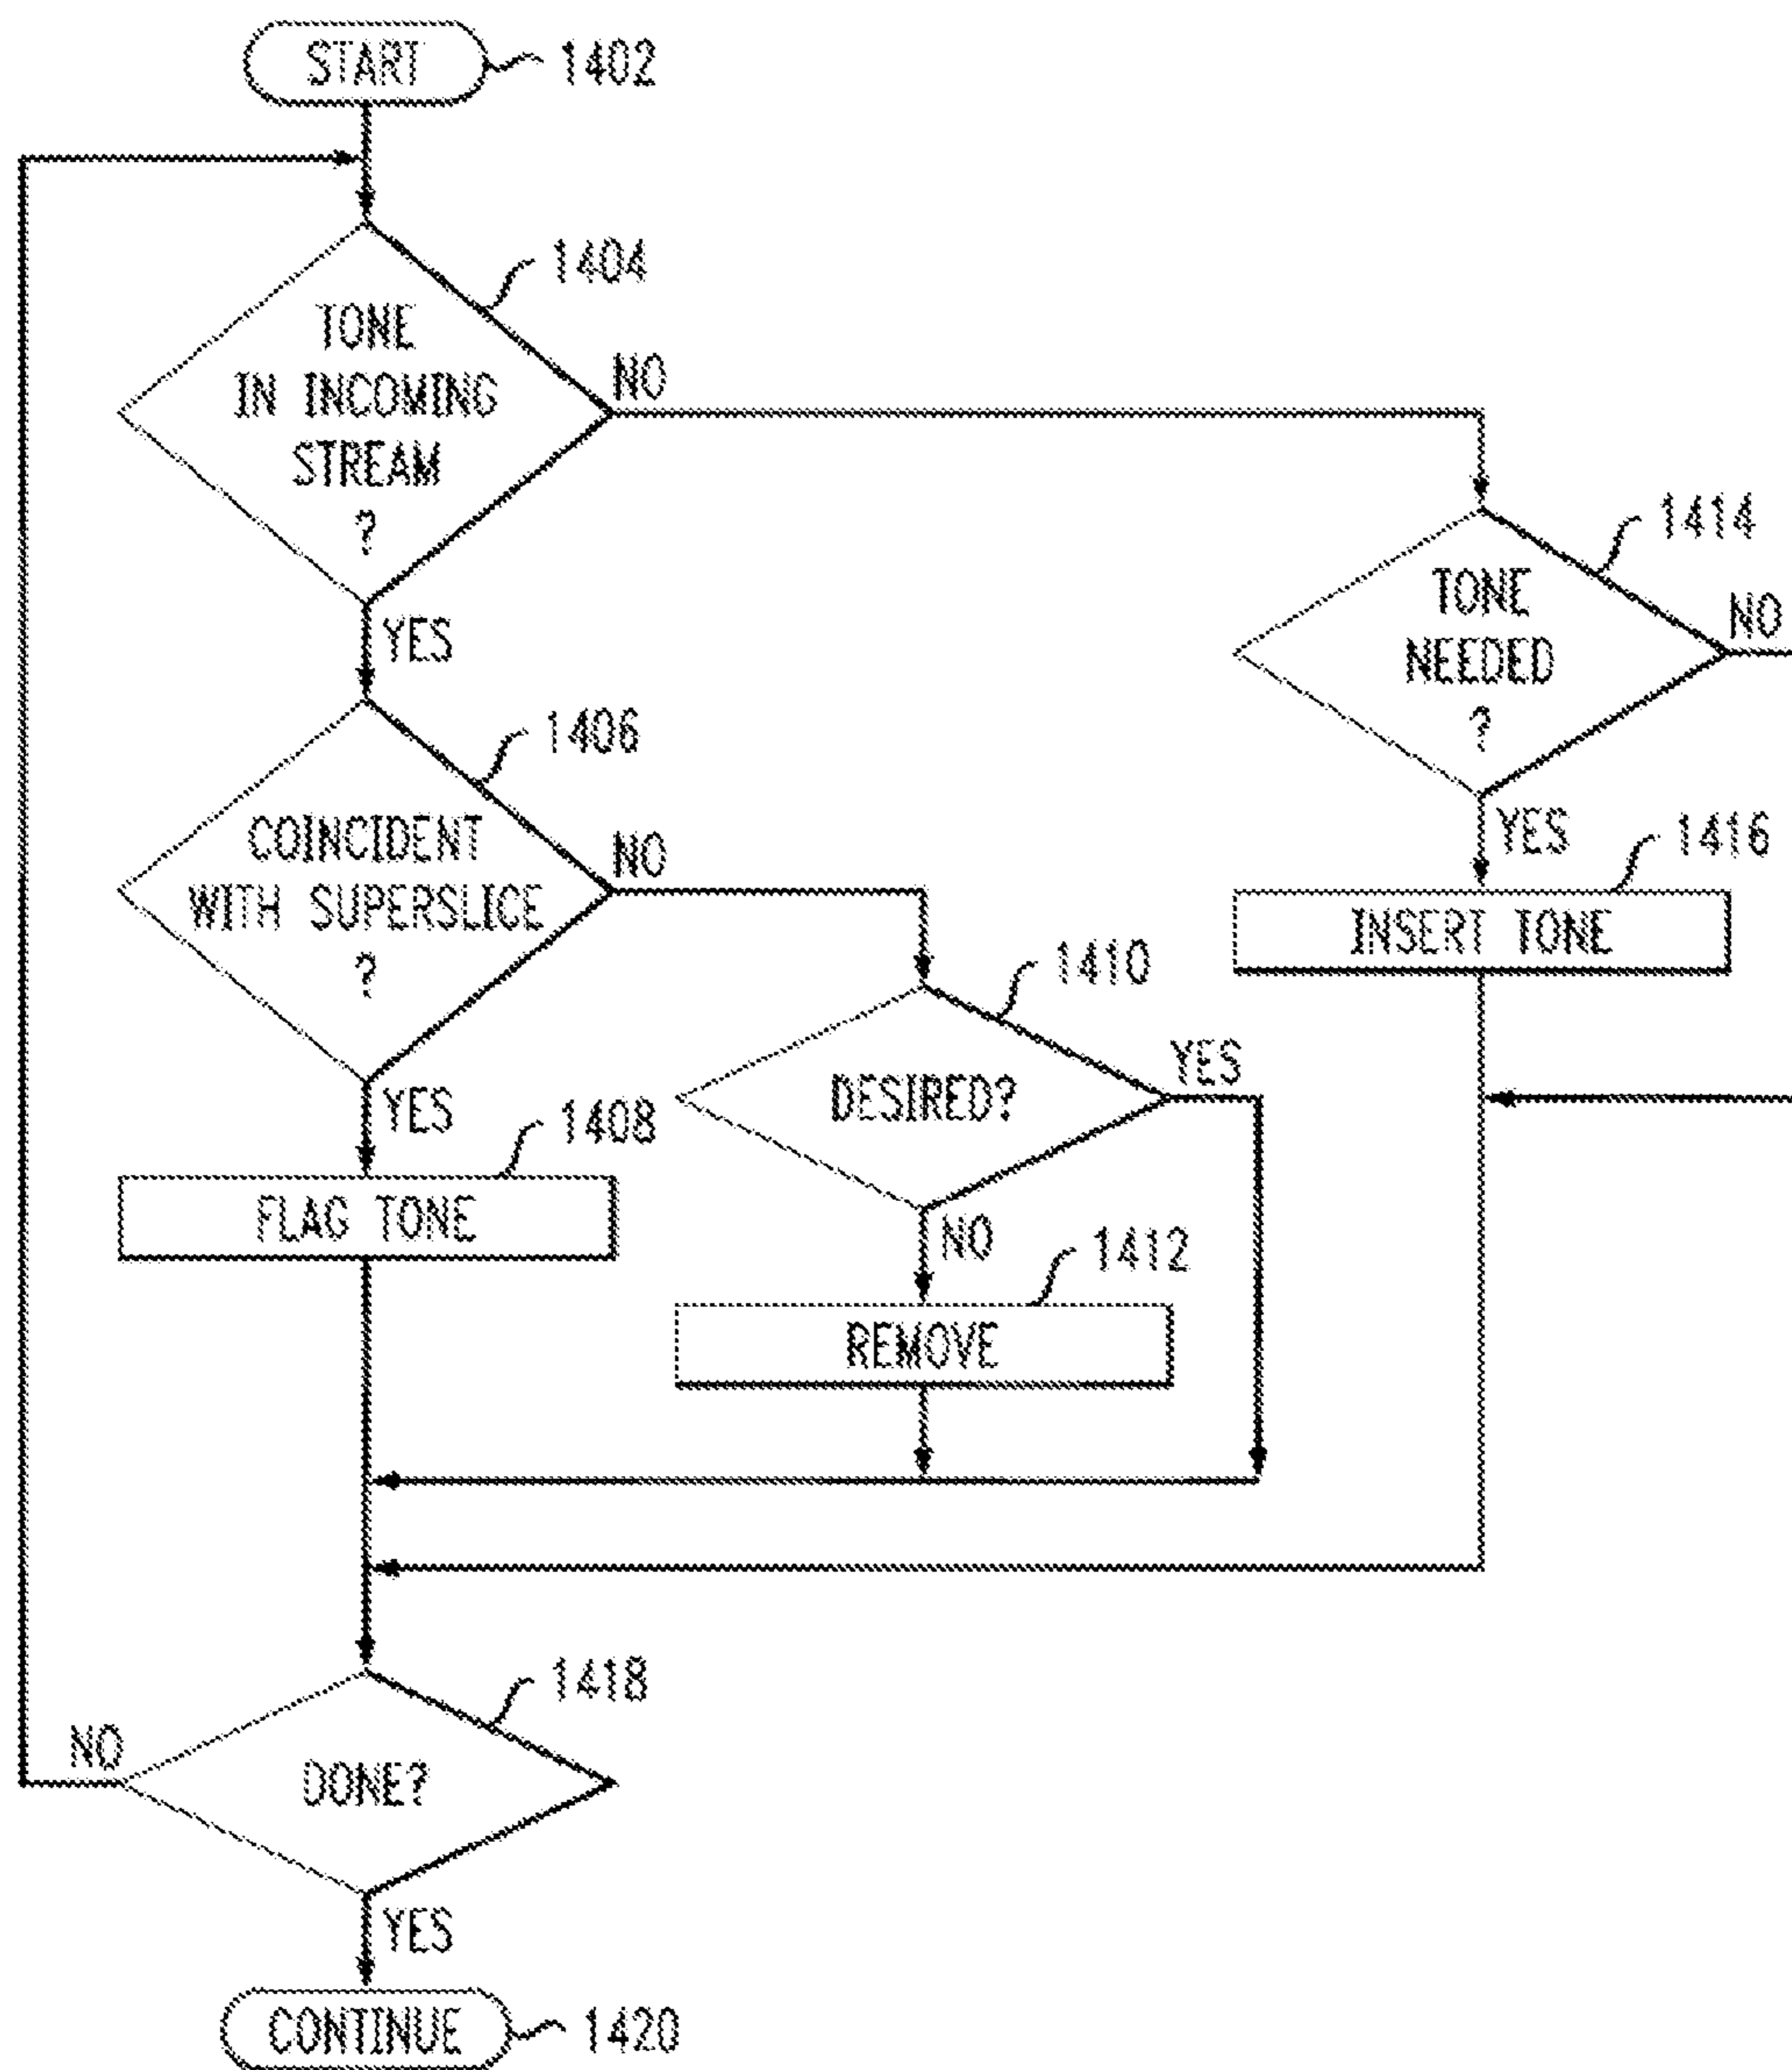 START
1402
1404
TONE
IN INCOMING
STREAM
?
NO
YES
1414
TONE
NEEDED
?
NO
YES
1416
INSERT TONE
1406
COINCIDENT
WITH SUPERSLICE
?
NO
YES
1410
DESIRED?
YES
NO
1408
FLAG TONE
1412
REMOVE
1418
DONE?
NO
YES
CONTINUE
1420